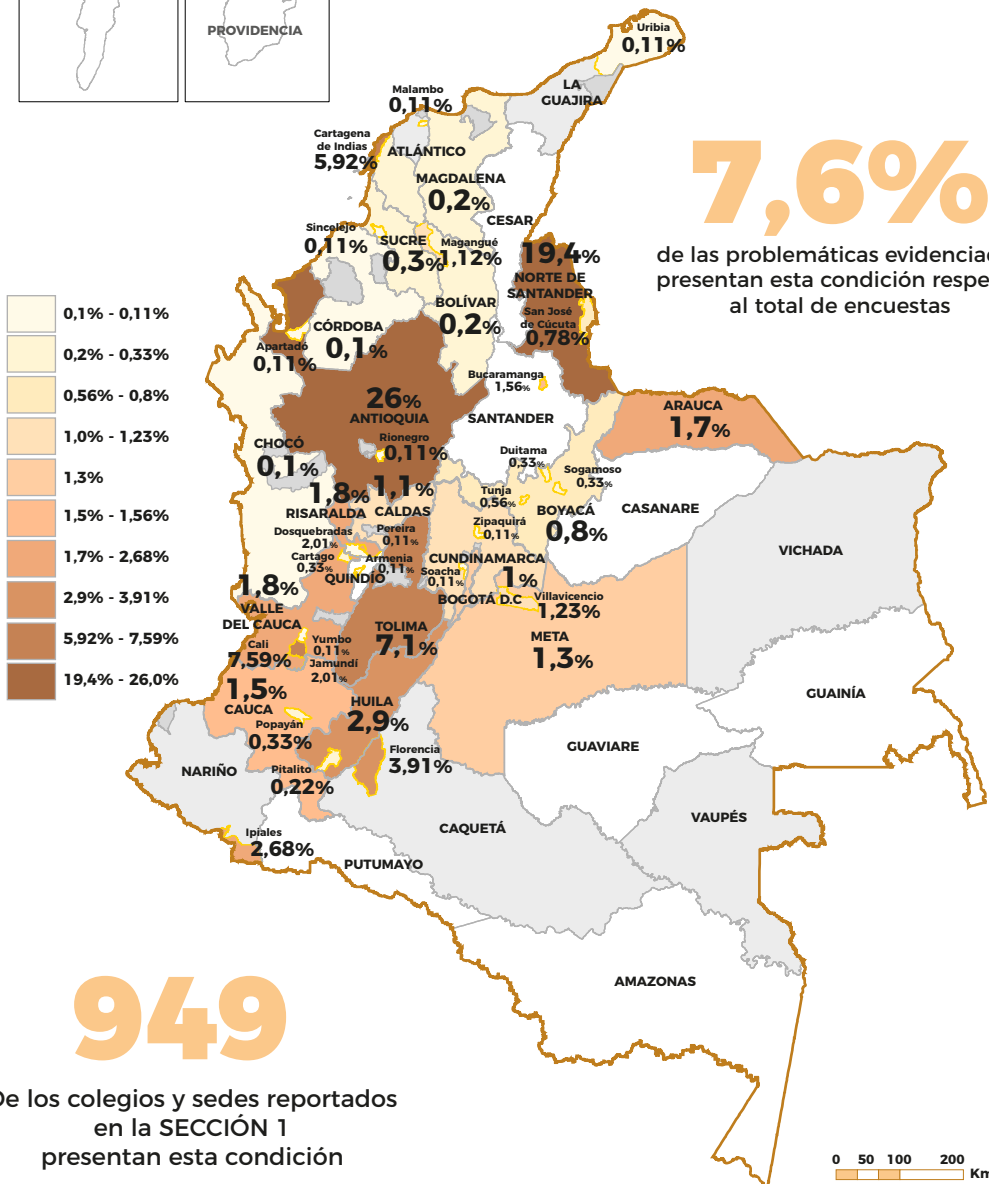 PROVIDENCIA
Uribia
0,11%
LA
GUAJIRA
Malambo
0,11%
Cartagena
de Indias
5,92%
ATLÁNTICO
MAGDALENA
0,2%
CESAR
7,6%
de las problemáticas
presentan esta condición
al total de encuestas
Sincelejo
0,11%
SUCRE
0,3%
Magangué
1,12%
19,4%
NORTE DE
SANTANDER
San José
de Cúcuta
0,78%
BOLÍVAR
0,2%
CÓRDOBA
0,1%
Apartadó
0,11%
0,1% - 0,11%
0,2% - 0,33%
0,56% - 0,8%
1,0% - 1,23%
1,3%
1,5% - 1,56%
1,7% - 2,68%
2,9% - 3,91%
5,92% - 7,59%
19,4% - 26,0%
Bucaramanga
1,56%
SANTANDER
26%
ANTIOQUIA
Rionegro
0,11%
ARAUCA
1,7%
CHOCÓ
0,1%
Duitama
0,33%
Sogamoso
0,33%
Tunja
0,56%
BOYACÁ
0,8%
CASANARE
1,8%
RISARALDA
1,1%
CALDAS
Dosquebradas
2,01%
Pereira
0,11%
Zipaquirá
0,11%
VICHADA
Cartago
0,33%
Armenia
0,11%
QUINDÍO
CUNDINAMARCA
1%
Soacha
0,11%
BOGOTÁ D.C
Villavicencio
1,23%
1,8%
VALLE
DEL CAUCA
Cali
7,59%
Yumbo
0,11%
Jamundí
2,01%
TOLIMA
7,1%
META
1,3%
1,5%
CAUCA
Popayán
0,33%
HUILA
2,9%
GUAINÍA
GUAVIARE
Florencia
3,91%
NARIÑO
Pitalito
0,22%
CAQUETÁ
VAUPÉS
Ipiales
2,68%
PUTUMAYO
AMAZONAS
949
De los colegios y sedes reportados
en la SECCIÓN 1
presentan esta condición
0 50 100 200
Km